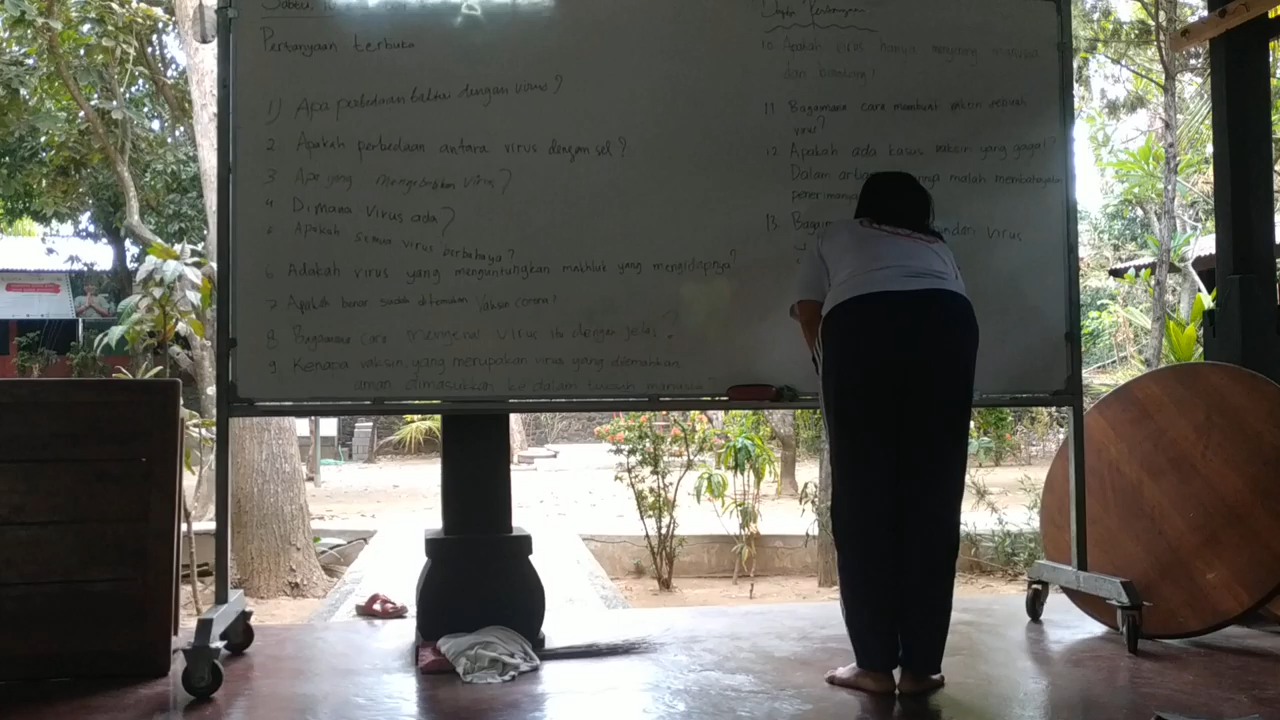 Sabtu, 10
Pertanyaan terbuka
1) Apa perbedaan bakteri dengan virus?
2 Apakah perbedaan antara virus dengan sel?
3 Apa yang menyebabkan virus?
4 Dimana virus ada?
5 Apakah semua virus berbahaya?
6 Adakah virus yang menguntungkan makhluk yang mengidapnya?
7 Apakah benar sudah ditemukan vaksin corona?
8 Bagaimana cara mengenal virus itu dengan jelas?
9 Kenapa vaksin yang merupakan virus yang dilemahkan
aman dimasukkan ke dalam tubuh manusia?
Pertanyaan
10 Apakah virus hanya menyerang manusia
dan
11 Bagaimana cara membuat vaksin sebuah
virus?
12 Apakah ada kasus vaksin yang gagal?
Dalam malah membahayakan
13 virus